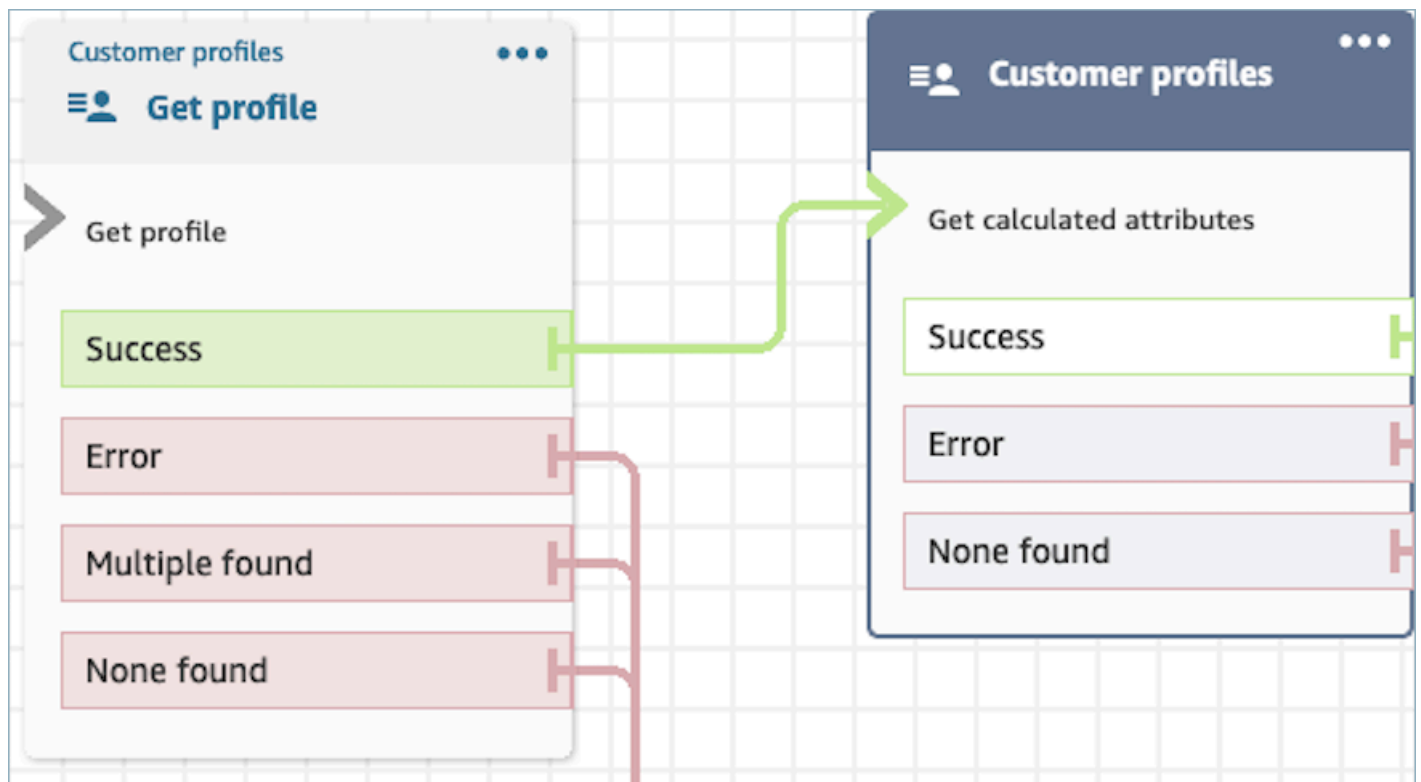 Customer profiles
Get profile
Get profile
Success
Error
Multiple found
None found
Customer profiles
Get calculated attributes
Success
Error
None found